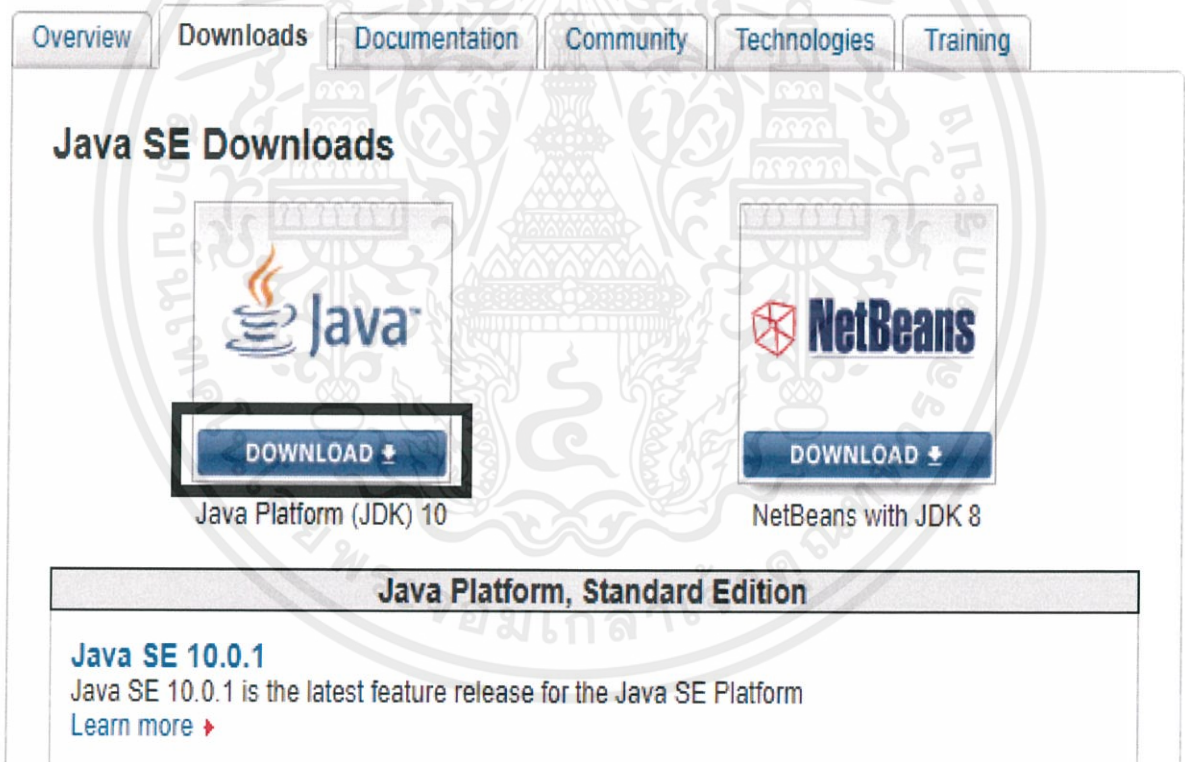 Overview Downloads Documentation Community Technologies Training
Java SE Downloads
Java™
NetBeans
DOWNLOAD
DOWNLOAD
Java Platform (JDK) 10
NetBeans with JDK 8
Java Platform, Standard Edition
Java SE 10.0.1
Java SE 10.0.1 is the latest feature release for the Java SE Platform
Learn more